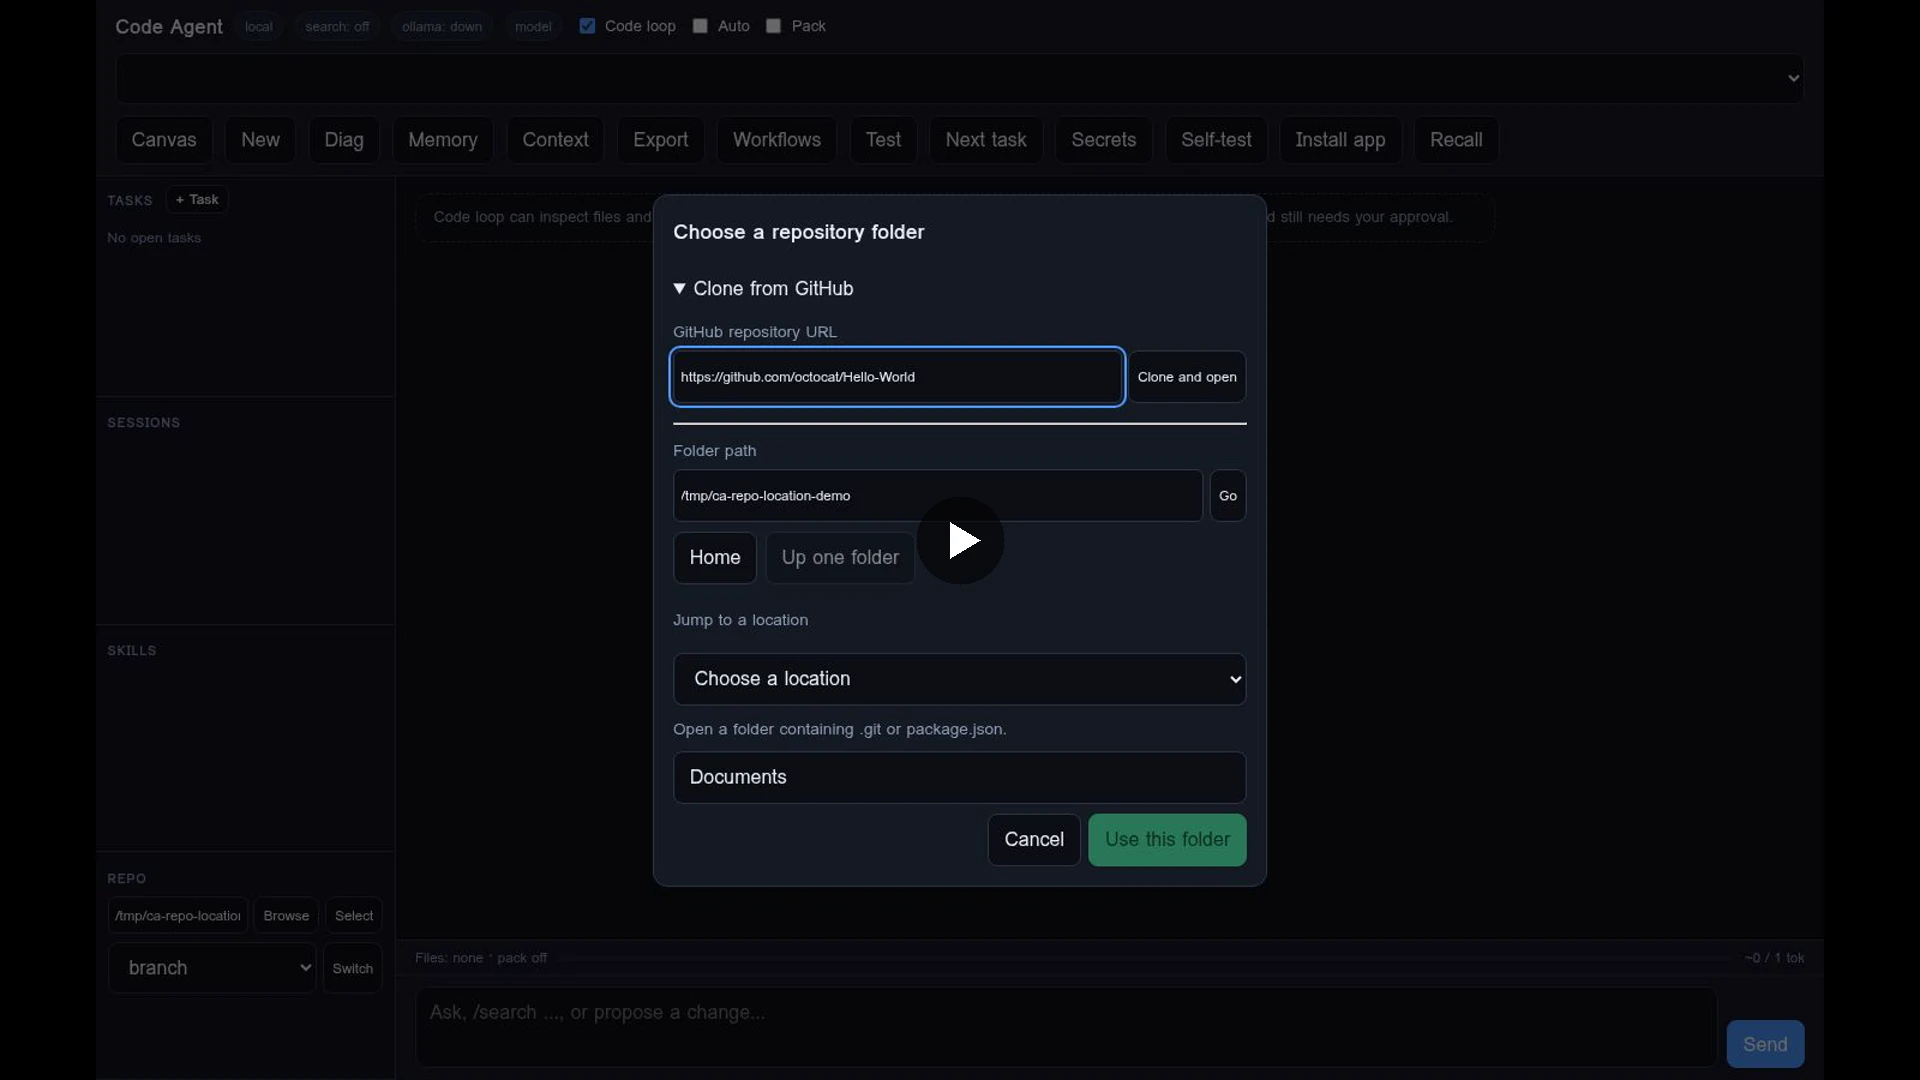 Code Agent local search: off ollama: down model Code loop Auto Pack
Canvas New Diag Memory Context Export Workflows Test Next task Secrets Self-test Install app Recall
TASKS + Task
No open tasks
Code loop can inspect files and
d still needs your approval.
Choose a repository folder
Clone from GitHub
GitHub repository URL
https://github.com/octocat/Hello-World Clone and open
Folder path
/tmp/ca-repo-location-demo Go
Home Up one folder
Jump to a location
Choose a location
Open a folder containing .git or package.json.
Documents
Cancel Use this folder
SESSIONS
SKILLS
REPO
/tmp/ca-repo-location Browse Select
branch Switch
Files: none · pack off ~0 / 1 tok
Ask, /search ..., or propose a change...
Send